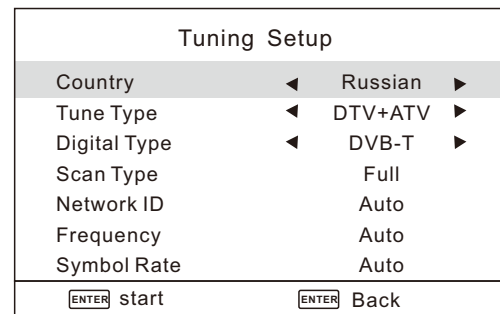 Tuning Setup
Country ◀ Russian ▶
Tune Type ◀ DTV+ATV ▶
Digital Type ◀ DVB-T ▶
Scan Type Full
Network ID Auto
Frequency Auto
Symbol Rate Auto
ENTER start ENTER Back